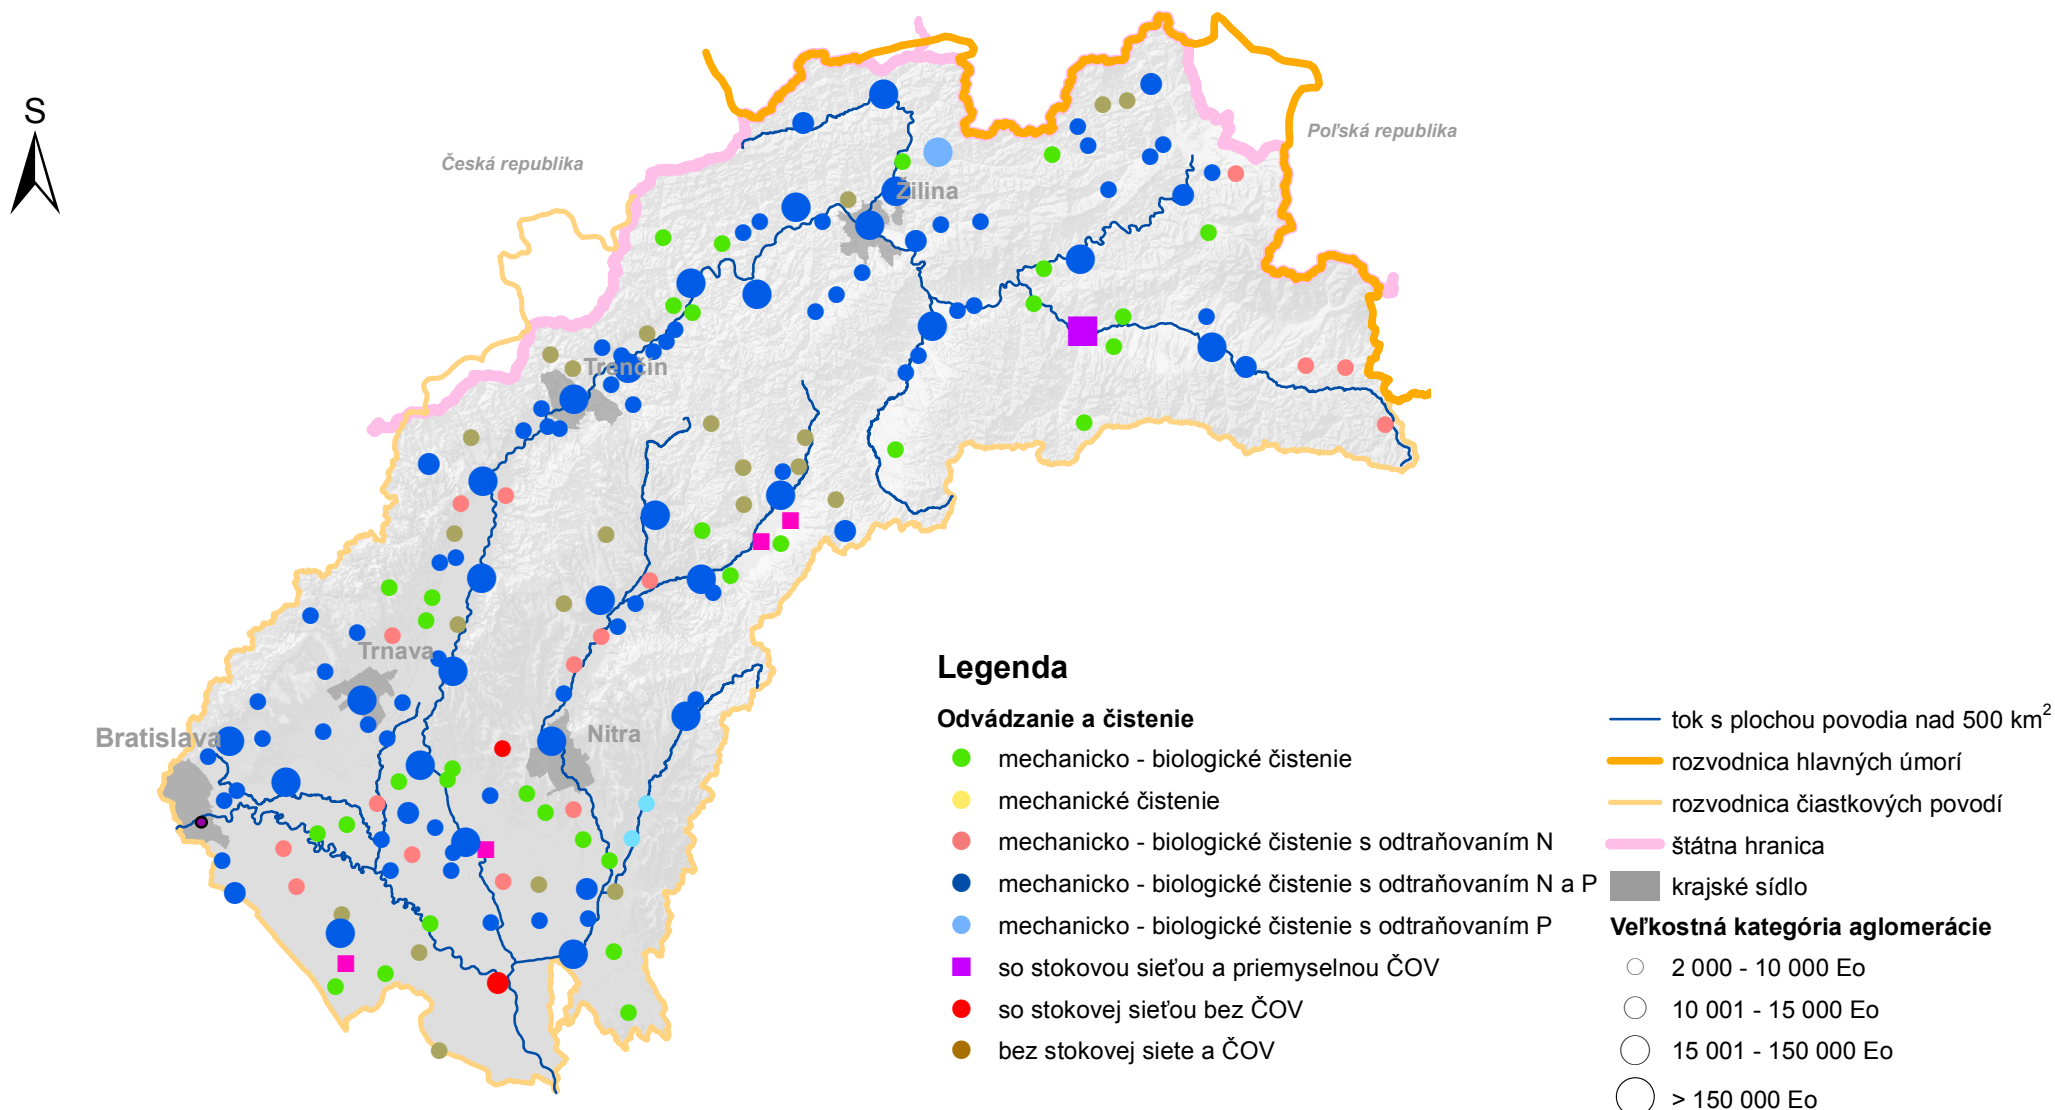 S
Česká republika
Poľská republika
Žilina
Trenčín
Trnava
Bratislava
Nitra
Legenda
Odvádzanie a čistenie
mechanicko - biologické čistenie
mechanické čistenie
mechanicko - biologické čistenie s odtraňovaním N
mechanicko - biologické čistenie s odtraňovaním N a P
mechanicko - biologické čistenie s odtraňovaním P
so stokovou sieťou a priemyselnou ČOV
so stokovej sieťou bez ČOV
bez stokovej siete a ČOV
tok s plochou povodia nad 500 km²
rozvodnica hlavných úmorí
rozvodnica čiastkových povodí
štátna hranica
krajské sídlo
Veľkostná kategória aglomerácie
2 000 - 10 000 Eo
10 001 - 15 000 Eo
15 001 - 150 000 Eo
> 150 000 Eo